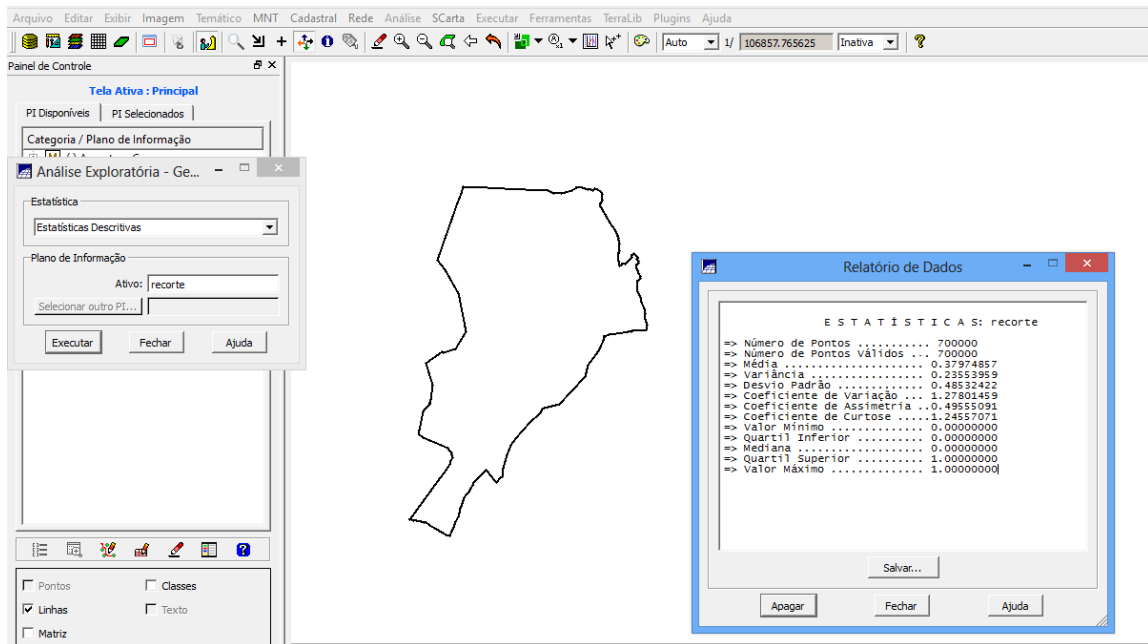 Arquivo Editar Exibir Imagem Temático MNT Cadastral Rede Análise SCarta Executar Ferramentas TerraLib Plugins Ajuda
Auto 1/ 106857.765625 Inativa
Painel de Controle
Tela Ativa : Principal
PI Disponíveis PI Selecionados
Categoria / Plano de Informação
Análise Exploratória - Ge...
Estatística
Estatísticas Descritivas
Plano de Informação
Ativo: recorte
Selecionar outro PI...
Executar Fechar Ajuda
Pontos Classes
Linhas Texto
Matriz
Relatório de Dados
E S T A T Í S T I C A S: recorte
=> Número de Pontos ........... 700000
=> Número de Pontos Válidos ... 700000
=> Média ...................... 0.37974857
=> Variância .................. 0.23553959
=> Desvio Padrão .............. 0.48532422
=> Coeficiente de Variação .... 1.27801459
=> Coeficiente de Assimetria ..0.49555091
=> Coeficiente de Curtose .....1.24557071
=> Valor Mínimo ............... 0.00000000
=> Quartil Inferior ........... 0.00000000
=> Mediana .................... 0.00000000
=> Quartil Superior ........... 1.00000000
=> Valor Máximo ............... 1.00000000
Salvar...
Apagar Fechar Ajuda